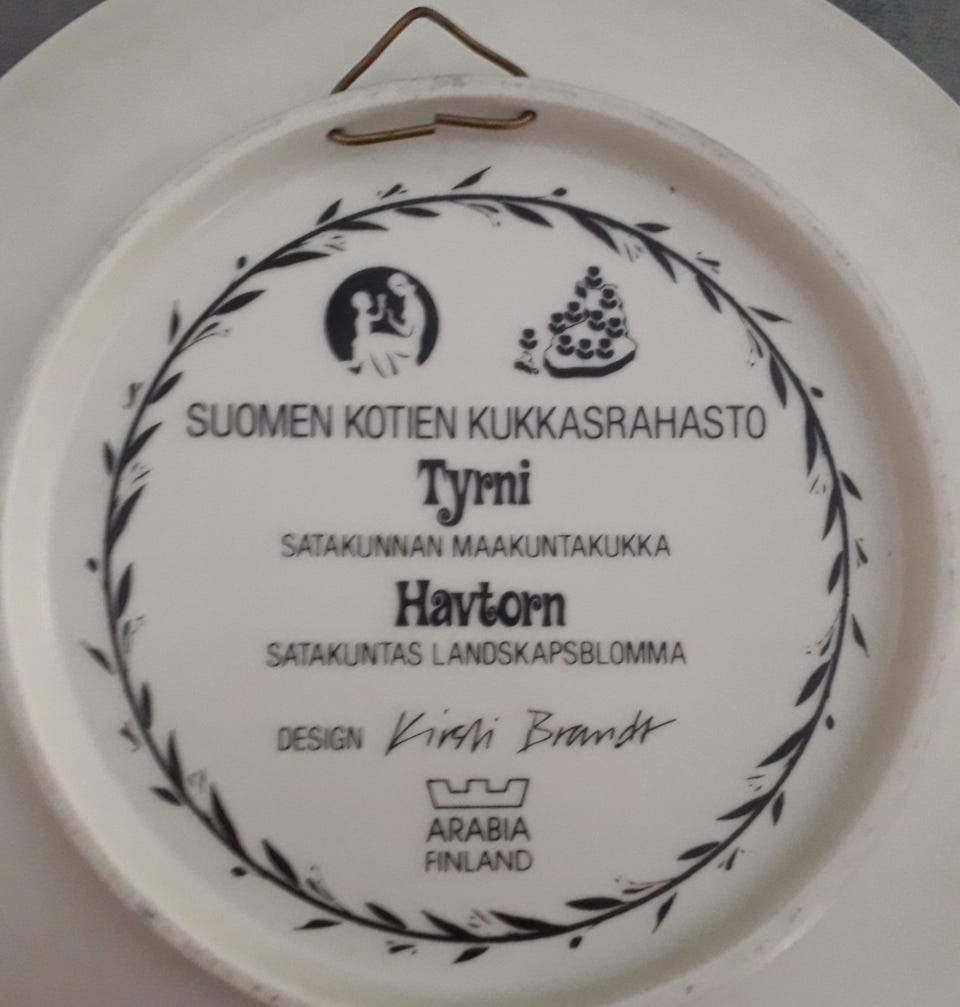 SUOMEN KOTIEN KUKKASRAHASTO
Tyrni
SATAKUNNAN MAAKUNTAKUKKA
Havtorn
SATAKUNTAS LANDSKAPSBLOMMA
DESIGN Kirsti Brandt
ARABIA
FINLAND